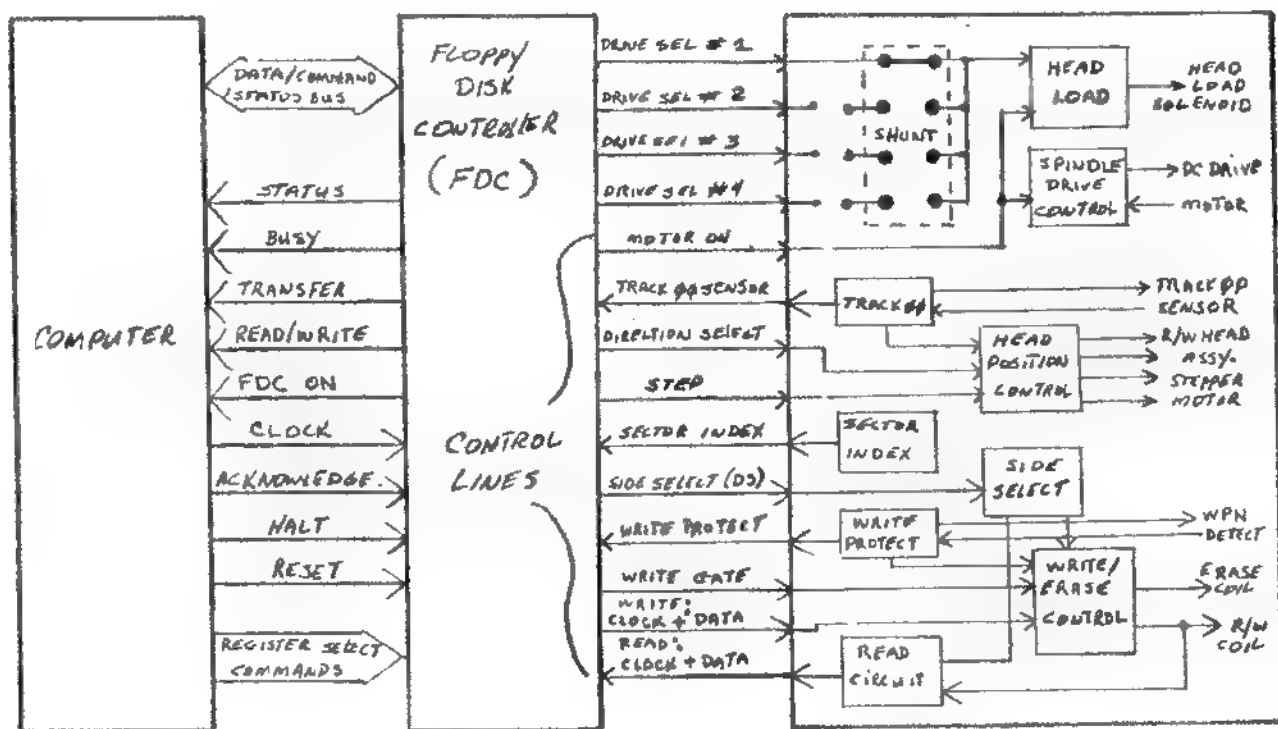 COMPUTER
DATA/COMMAND
/STATUS BUS
STATUS
BUSY
TRANSFER
READ/WRITE
FDC ON
CLOCK
ACKNOWLEDGE.
HALT
RESET
REGISTER SELECT
COMMANDS
FLOPPY
DISK
CONTROLLER
(FDC)
CONTROL
LINES
DRIVE SEL # 1
DRIVE SEL # 2
DRIVE SEL # 3
DRIVE SEL #4
MOTOR ON
TRACK ØØ SENSOR
DIRECTION SELECT
STEP
SECTOR INDEX
SIDE SELECT (DS)
WRITE PROTECT
WRITE GATE
WRITE:
CLOCK + DATA
READ:
CLOCK + DATA
SHUNT
HEAD
LOAD
HEAD
LOAD
SOLENOID
SPINDLE
DRIVE
CONTROL
DC DRIVE
MOTOR
TRACK ØØ
TRACK ØØ
SENSOR
HEAD
POSITION
CONTROL
R/W HEAD
ASSY.
STEPPER
MOTOR
SECTOR
INDEX
SIDE
SELECT
WRITE
PROTECT
WPN
DETECT
WRITE/
ERASE
CONTROL
ERASE
COIL
R/W
COIL
READ
CIRCUIT